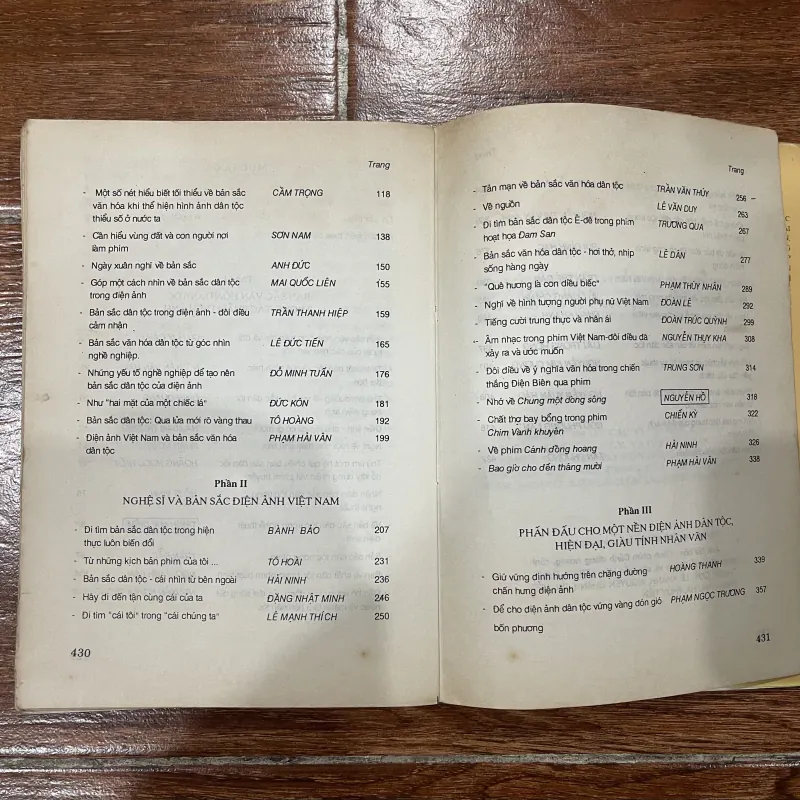 Trang
- Một số nét hiểu biết tối thiểu về bản sắc CẦM TRỌNG 118
văn hóa khi thể hiện hình ảnh dân tộc
thiểu số ở nước ta
- Cần hiểu vùng đất và con người nơi SƠN NAM 138
làm phim
- Ngày xuân nghĩ về bản sắc ANH ĐỨC 150
- Góp một cách nhìn về bản sắc dân tộc MAI QUỐC LIÊN 155
trong điện ảnh
- Bản sắc dân tộc trong điện ảnh - đôi điều TRẦN THANH HIỆP 159
cảm nhận
- Bản sắc văn hóa dân tộc từ góc nhìn LÊ ĐỨC TIẾN 165
nghề nghiệp.
- Những yếu tố nghề nghiệp để tạo nên ĐỖ MINH TUẤN 176
bản sắc dân tộc của điện ảnh
- Như "hai mặt của một chiếc lá" ĐỨC KÔN 181
- Bản sắc dân tộc: Qua lửa mới rõ vàng thau TÔ HOÀNG 192
- Điện ảnh Việt Nam và bản sắc văn hóa PHẠM HẢI VÂN 199
dân tộc
Phần II
NGHỆ SĨ VÀ BẢN SẮC ĐIỆN ẢNH VIỆT NAM
- Đi tìm bản sắc dân tộc trong hiện BÀNH BẢO 207
thực luôn biến đổi
- Từ những kịch bản phim của tôi ... TÔ HOÀI 231
- Bản sắc dân tộc - cái nhìn từ bên ngoài HẢI NINH 236
- Hãy đi đến tận cùng cái của ta ĐẶNG NHẬT MINH 246
- Đi tìm "cái tôi" trong "cái chúng ta" LÊ MẠNH THÍCH 250
430
Trang
- Tản mạn về bản sắc văn hóa dân tộc TRẦN VĂN THỦY 256
- Về nguồn LÊ VĂN DUY 263
- Đi tìm bản sắc dân tộc Ê-đê trong phim TRƯƠNG QUA 267
hoạt họa Đam San
- Bản sắc văn hóa dân tộc - hơi thở, nhịp LÊ DÂN 277
sống hàng ngày
- "Quê hương là con diều biếc" PHẠM THÙY NHÂN 289
- Nghĩ về hình tượng người phụ nữ Việt Nam ĐOÀN LÊ 292
- Tiếng cười trung thực và nhân ái ĐOÀN TRÚC QUỲNH 299
- Âm nhạc trong phim Việt Nam-đôi điều đã NGUYỄN THỤY KHA 308
xảy ra và ước muốn
- Đôi điều về ý nghĩa văn hóa trong chiến TRUNG SƠN 314
thắng Điện Biên qua phim
- Nhớ về Chung một dòng sông NGUYỄN HỒ 318
- Chất thơ bay bổng trong phim CHIẾN KỲ 322
Chim Vành khuyên
- Về phim Cánh đồng hoang HẢI NINH 326
- Bao giờ cho đến tháng mười PHẠM HẢI VÂN 338
Phần III
PHẤN ĐẤU CHO MỘT NỀN ĐIỆN ẢNH DÂN TỘC,
HIỆN ĐẠI, GIÀU TÍNH NHÂN VĂN
- Giữ vững định hướng trên chặng đường HOÀNG THANH 339
chấn hưng điện ảnh
- Để cho điện ảnh dân tộc vững vàng đón gió PHẠM NGỌC TRƯƠNG 357
bốn phương
431